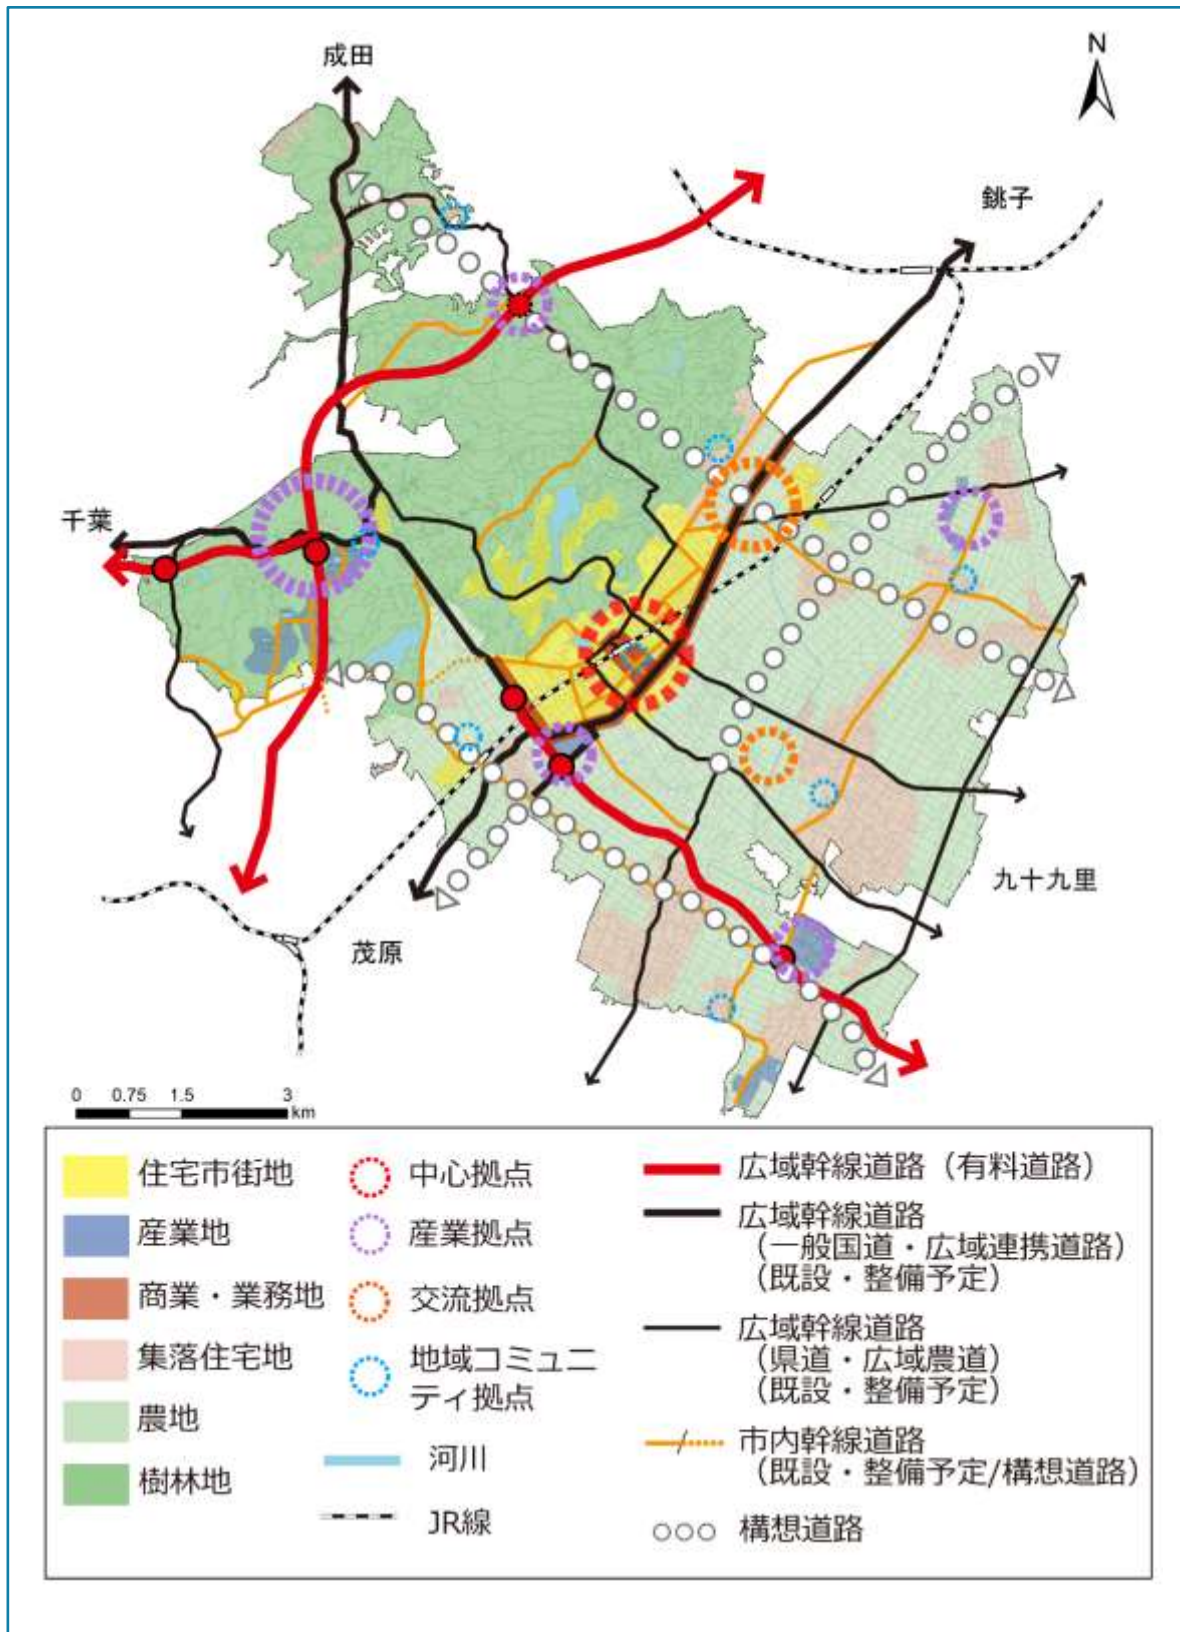 成田
N
銚子
千葉
九十九里
茂原
0 0.75 1.5 3
km
住宅市街地
産業地
商業・業務地
集落住宅地
農地
樹林地
中心拠点
産業拠点
交流拠点
地域コミュニ
ティ拠点
河川
JR線
広域幹線道路（有料道路）
広域幹線道路
（一般国道・広域連携道路）
（既設・整備予定）
広域幹線道路
（県道・広域農道）
（既設・整備予定）
市内幹線道路
（既設・整備予定/構想道路）
構想道路